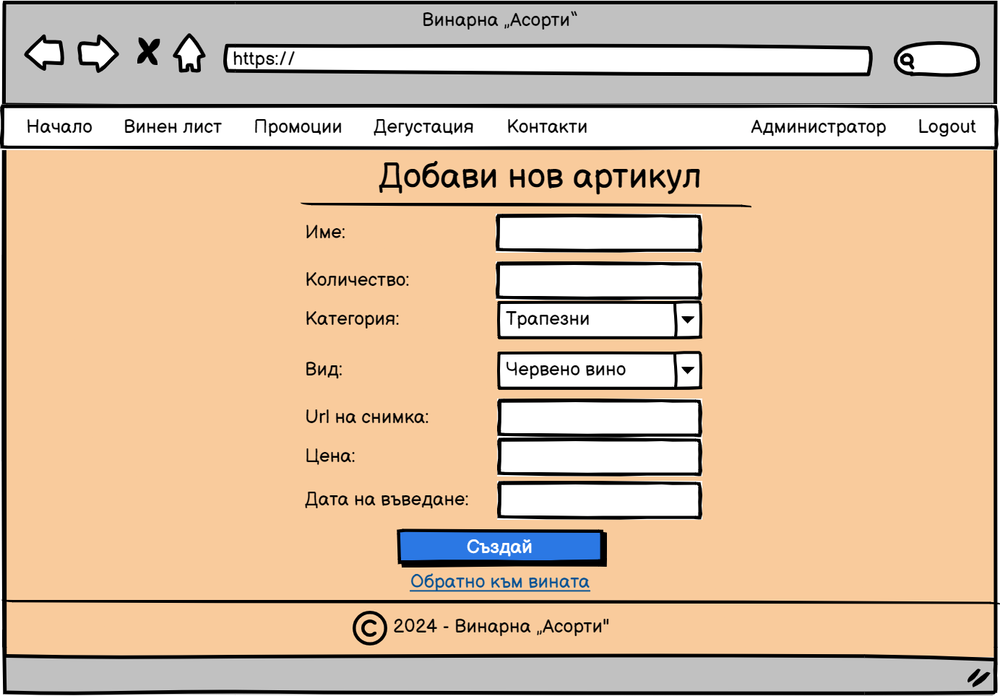 Винарна „Асорти“
https://
Начало Винен лист Промоции Дегустация Контакти Администратор Logout
Добави нов артикул
Име:
Количество:
Категория: Трапезни
Вид: Червено вино
Url на снимка:
Цена:
Дата на въведане:
Създай
Обратно към вината
© 2024 - Винарна „Асорти"